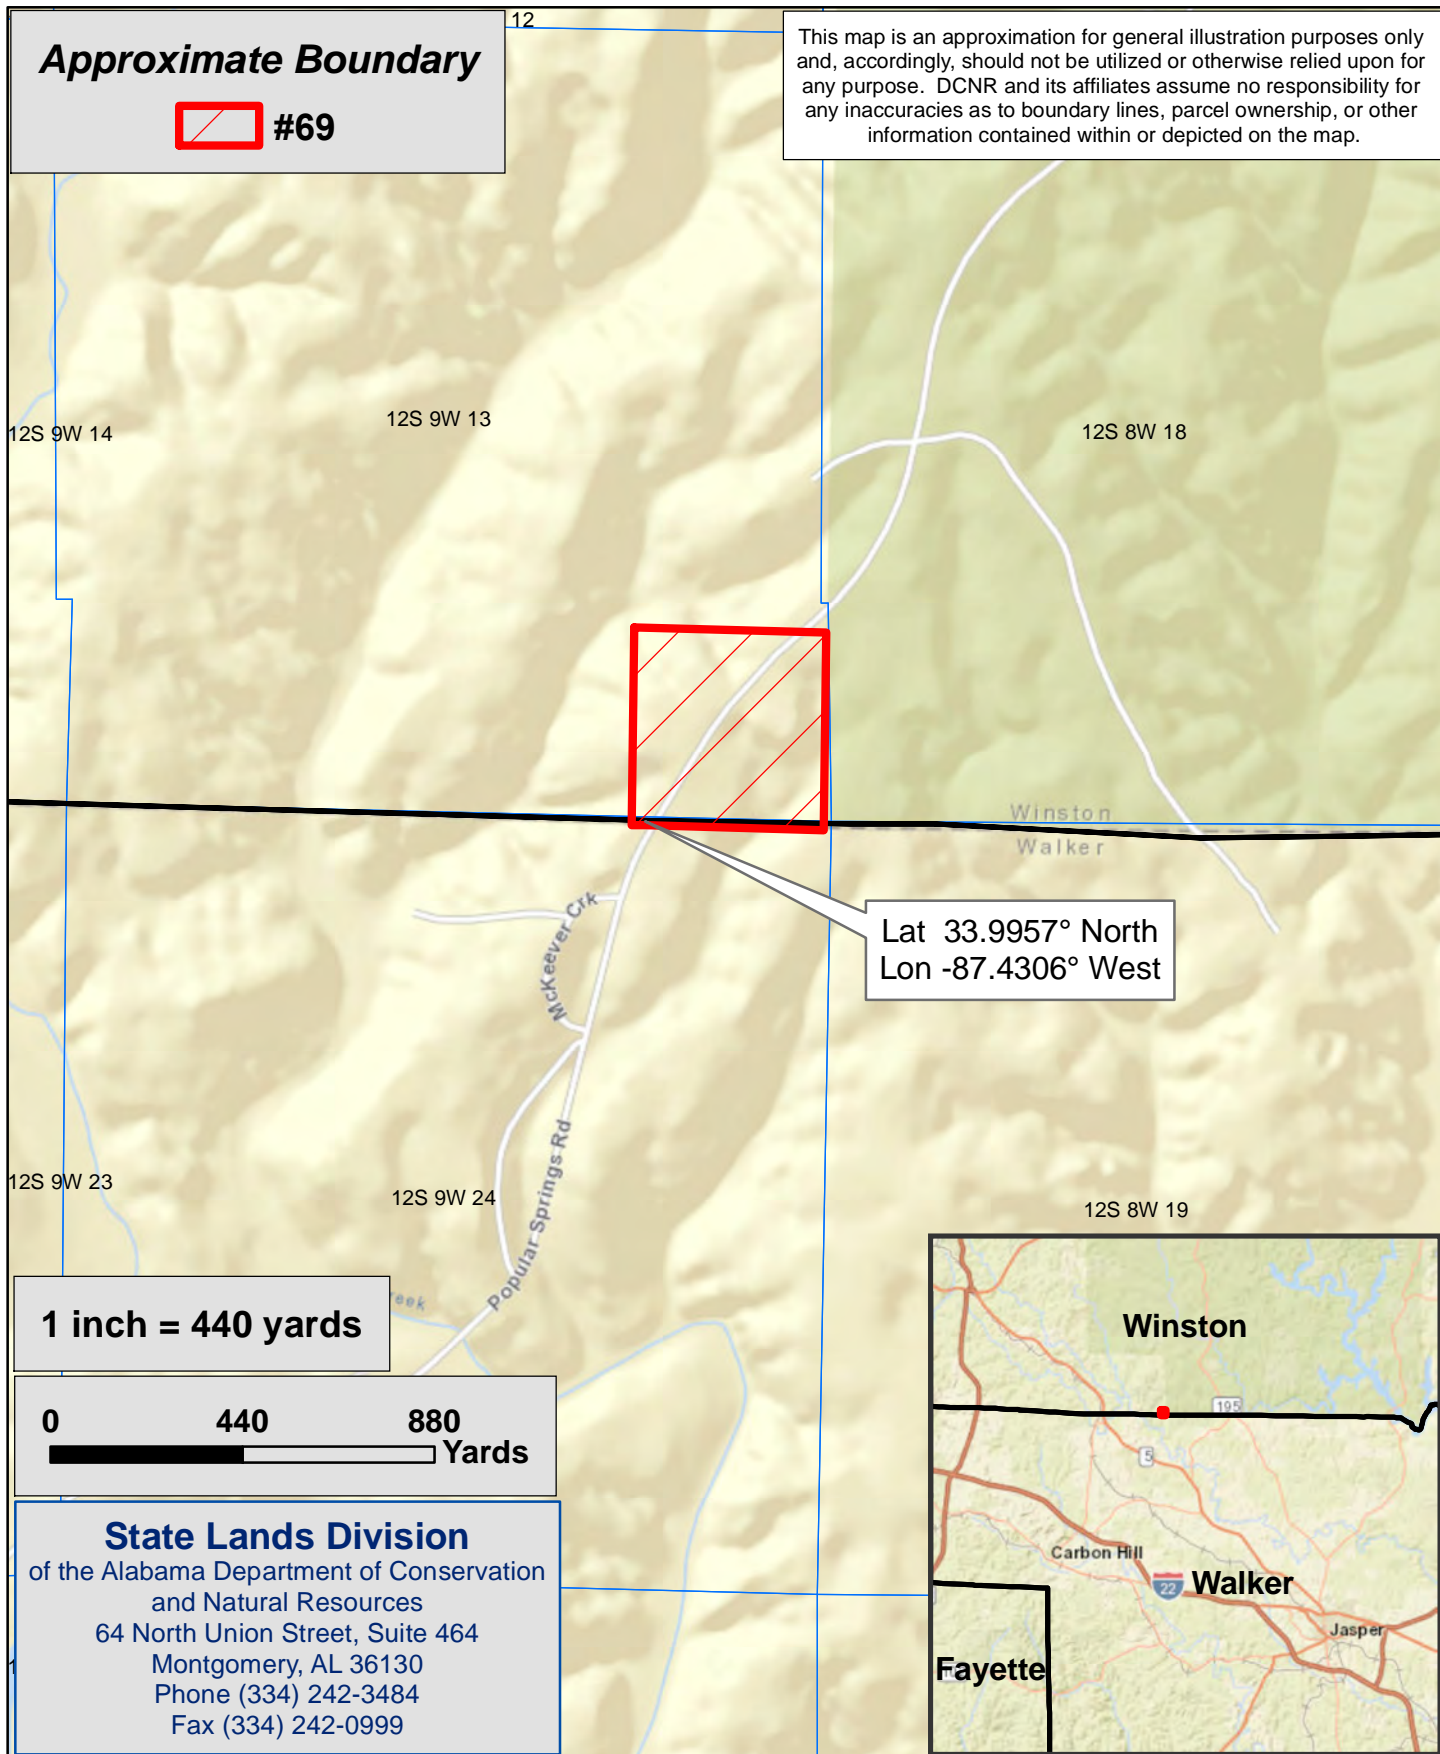 12
Approximate Boundary
#69
This map is an approximation for general illustration purposes only
and, accordingly, should not be utilized or otherwise relied upon for
any purpose.  DCNR and its affiliates assume no responsibility for
any inaccuracies as to boundary lines, parcel ownership, or other
information contained within or depicted on the map.
12S 9W 14
12S 9W 13
12S 8W 18
Winston
Walker
Lat  33.9957° North
Lon -87.4306° West
McKeever Crk
Popular Springs Rd
12S 9W 23
12S 9W 24
12S 8W 19
1 inch = 440 yards
0 440 880
Yards
State Lands Division
of the Alabama Department of Conservation
and Natural Resources
64 North Union Street, Suite 464
Montgomery, AL 36130
Phone (334) 242-3484
Fax (334) 242-0999
Winston
195
5
Carbon Hill
22
Walker
Jasper
Fayette